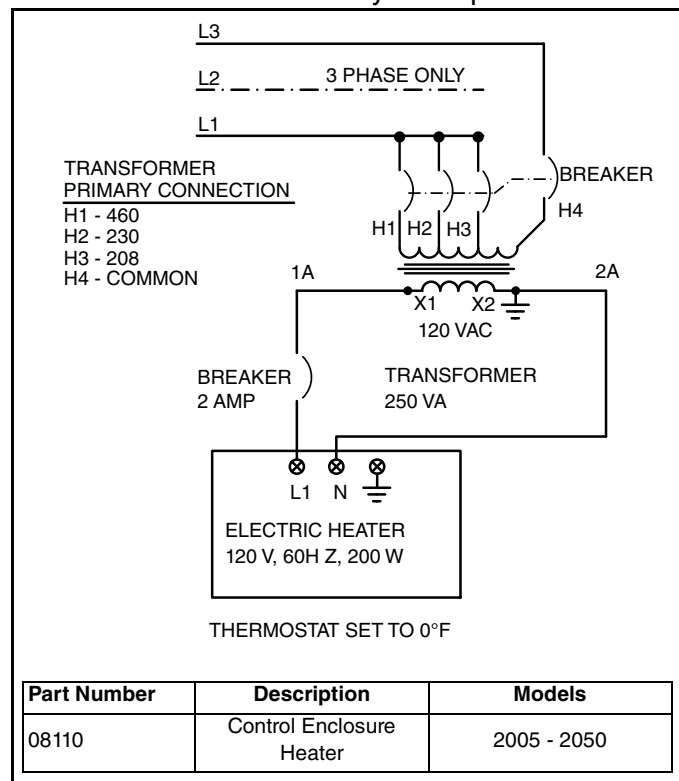 L3
L2 3 PHASE ONLY
L1
TRANSFORMER
PRIMARY CONNECTION
H1 - 460
H2 - 230
H3 - 208
H4 - COMMON
BREAKER
H1 H2 H3 H4
1A 2A
X1 X2
120 VAC
BREAKER
2 AMP
TRANSFORMER
250 VA
L1 N
ELECTRIC HEATER
120 V, 60H Z, 200 W
THERMOSTAT SET TO 0°F
Part Number Description Models
08110 Control Enclosure Heater 2005 - 2050